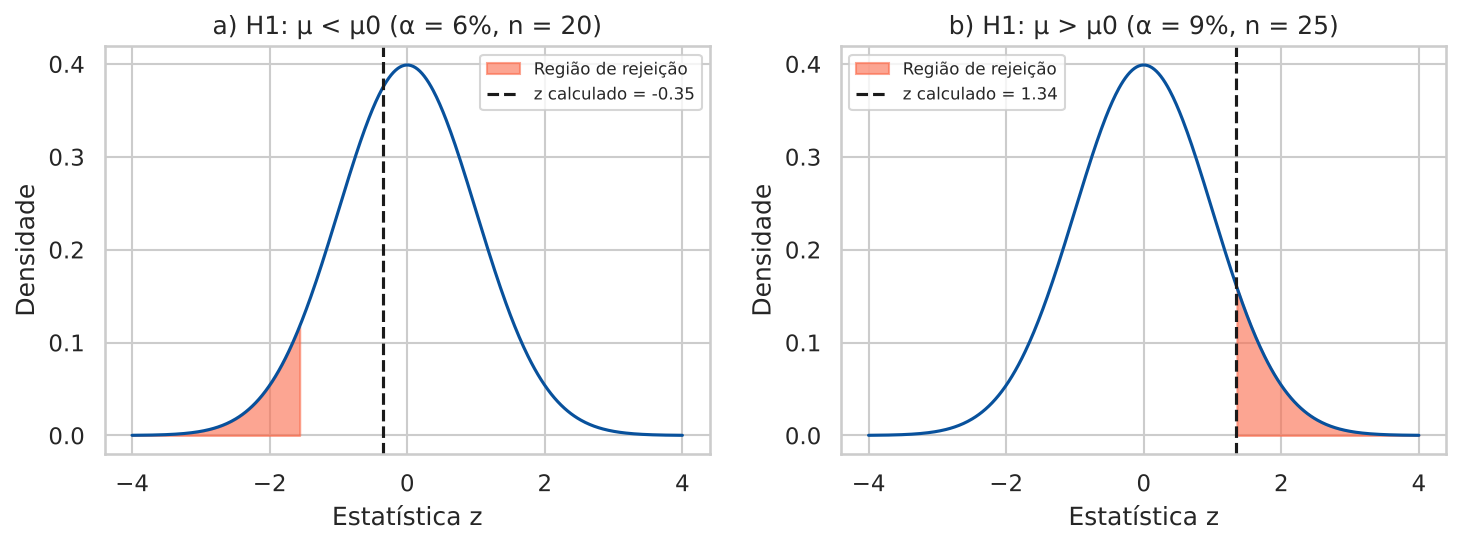 a) H1: μ < μ0 (α = 6%, n = 20)
Região de rejeição
z calculado = -0.35
Densidade
0.4
0.3
0.2
0.1
0.0
−4 −2 0 2 4
Estatística z
b) H1: μ > μ0 (α = 9%, n = 25)
Região de rejeição
z calculado = 1.34
Densidade
0.4
0.3
0.2
0.1
0.0
−4 −2 0 2 4
Estatística z